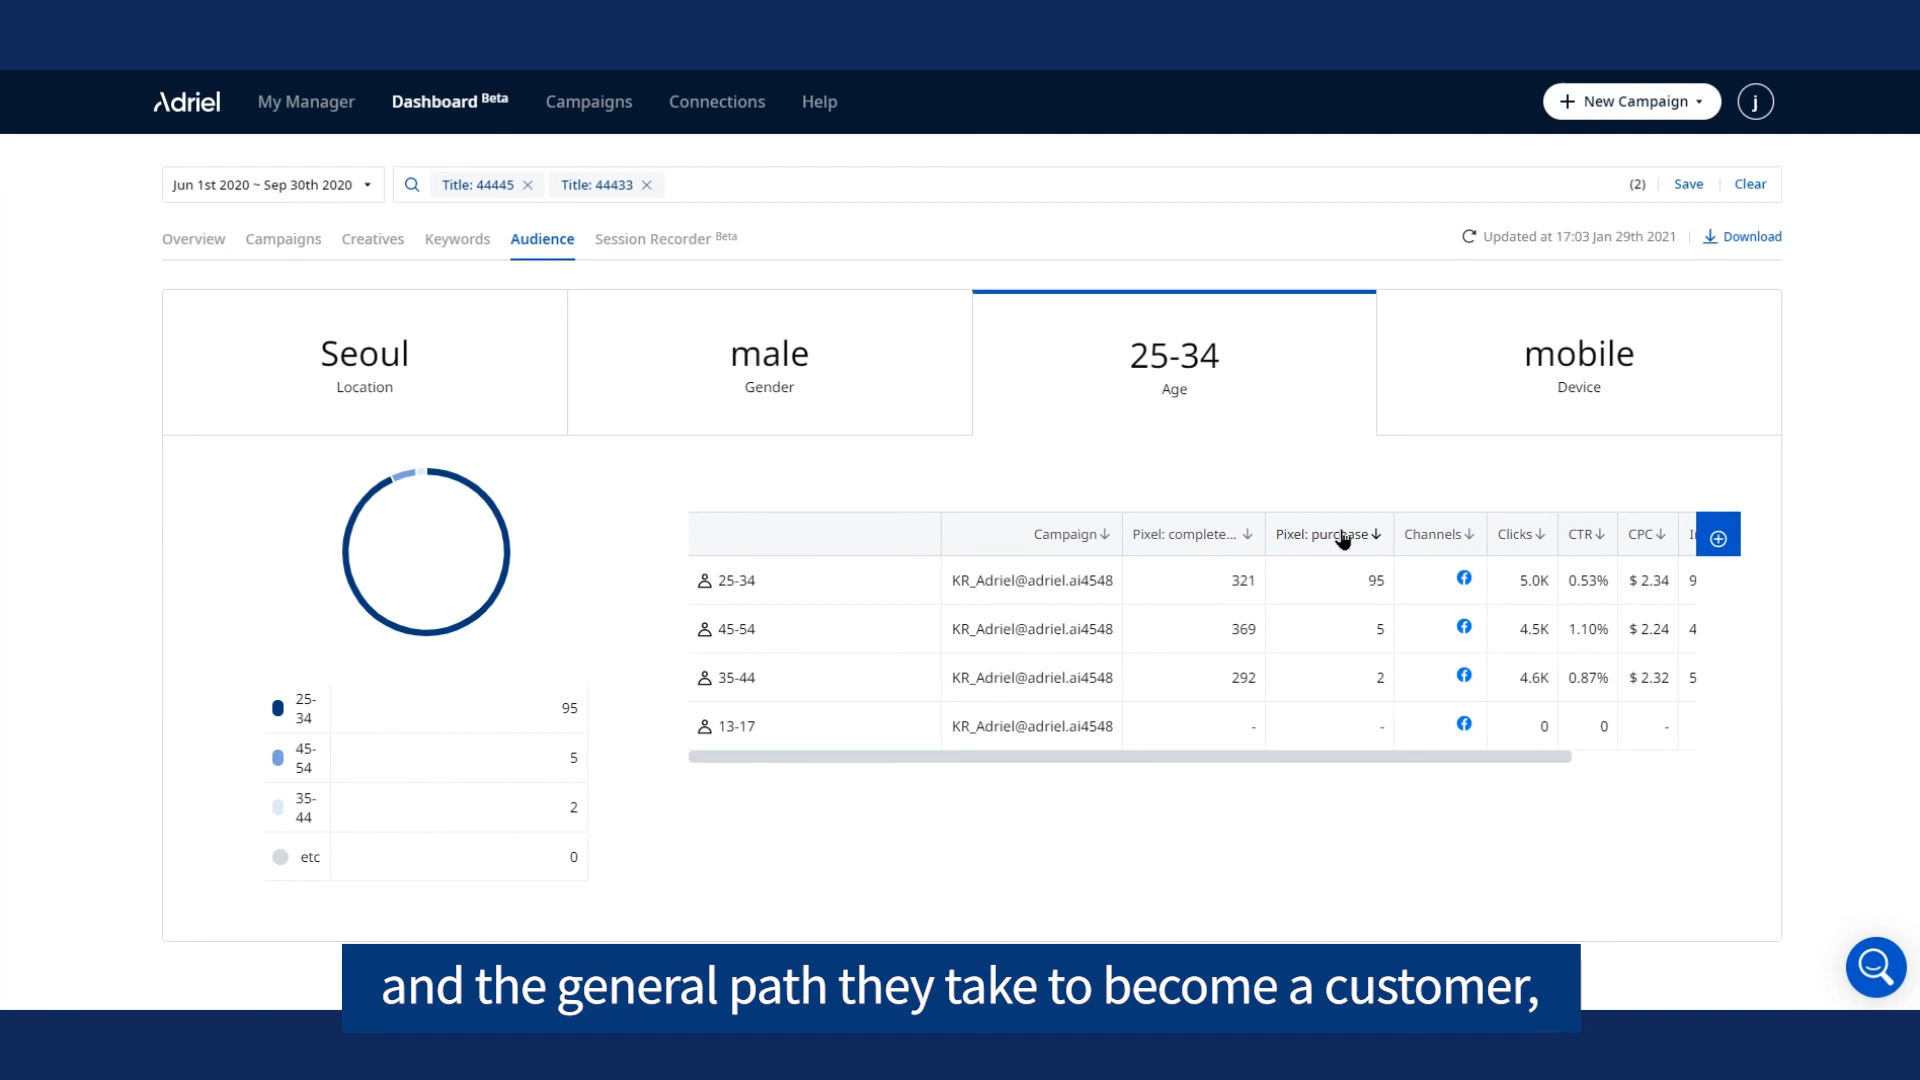 Adriel My Manager Dashboard Beta Campaigns Connections Help + New Campaign j
Jun 1st 2020 ~ Sep 30th 2020 Title: 44445 Title: 44433 (2) Save Clear
Overview Campaigns Creatives Keywords Audience Session Recorder Beta Updated at 17:03 Jan 29th 2021 Download
Seoul
Location
male
Gender
25-34
Age
mobile
Device
25-
34 95
45-
54 5
35-
44 2
etc 0
Campaign Pixel: complete... Pixel: purchase Channels Clicks CTR CPC
25-34 KR_Adriel@adriel.ai4548 321 95 5.0K 0.53% $ 2.34 9
45-54 KR_Adriel@adriel.ai4548 369 5 4.5K 1.10% $ 2.24 4
35-44 KR_Adriel@adriel.ai4548 292 2 4.6K 0.87% $ 2.32 5
13-17 KR_Adriel@adriel.ai4548 - - 0 0 -
and the general path they take to become a customer,